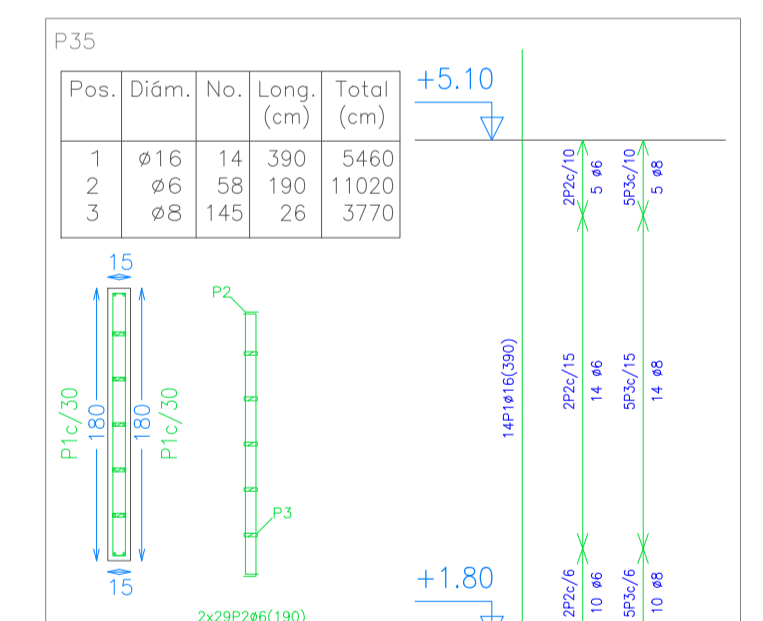 P35
Pos. Diám. No. Long. (cm) Total (cm)
1 ø16 14 390 5460
2 ø6 58 190 11020
3 ø8 145 26 3770
15
P1c/30
180
180
P1c/30
15
P2
P3
2x29P2ø6(190)
+5.10
14P1ø16(390)
2P2c/10
5 ø6
5P3c/10
5 ø8
2P2c/15
14 ø6
5P3c/15
14 ø8
+1.80
2P2c/6
10 ø6
5P3c/6
10 ø8